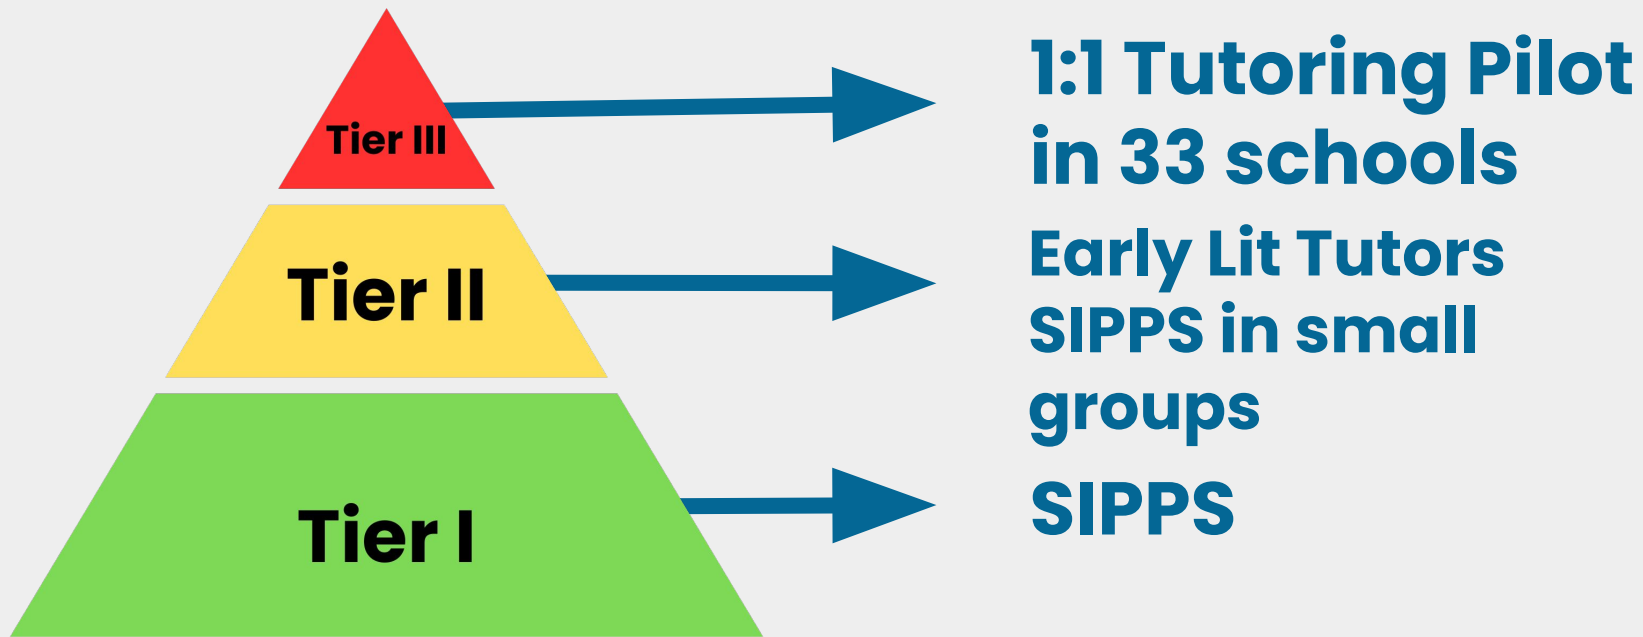 Tier III
1:1 Tutoring Pilot
in 33 schools
Tier II
Early Lit Tutors
SIPPS in small
groups
Tier I
SIPPS